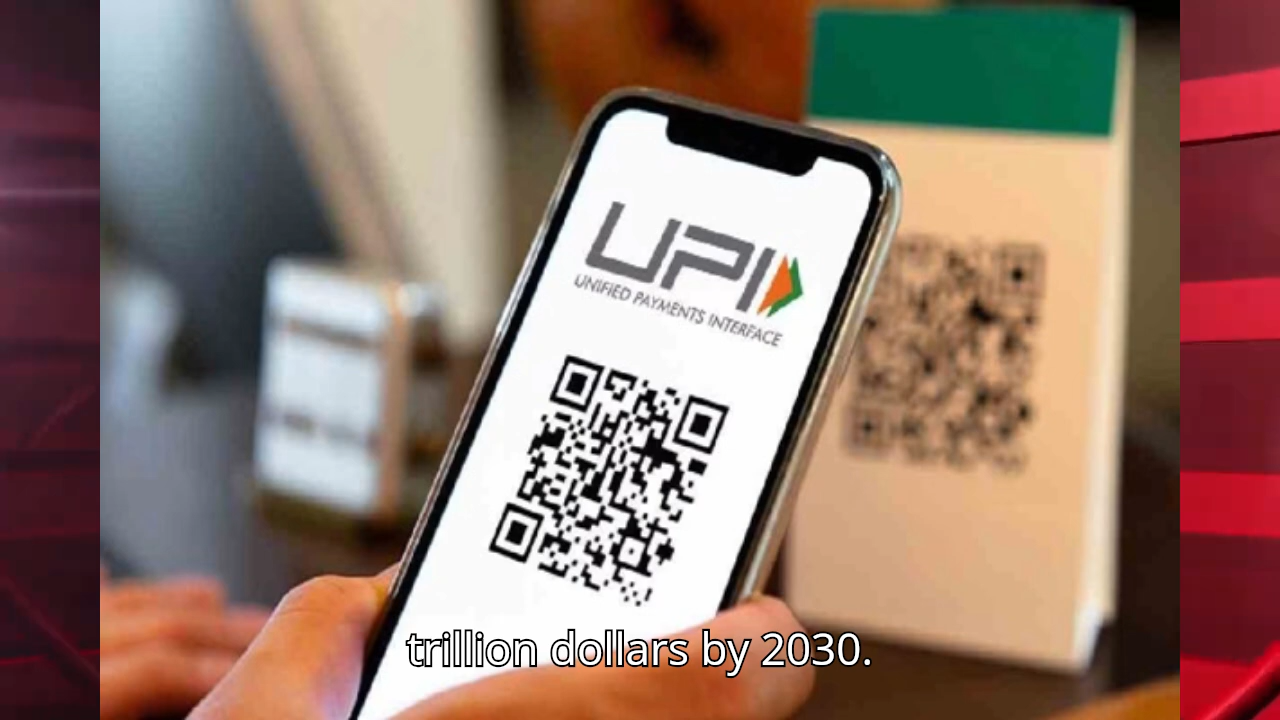 UPI
UNIFIED PAYMENTS INTERFACE
trillion dollars by 2030.